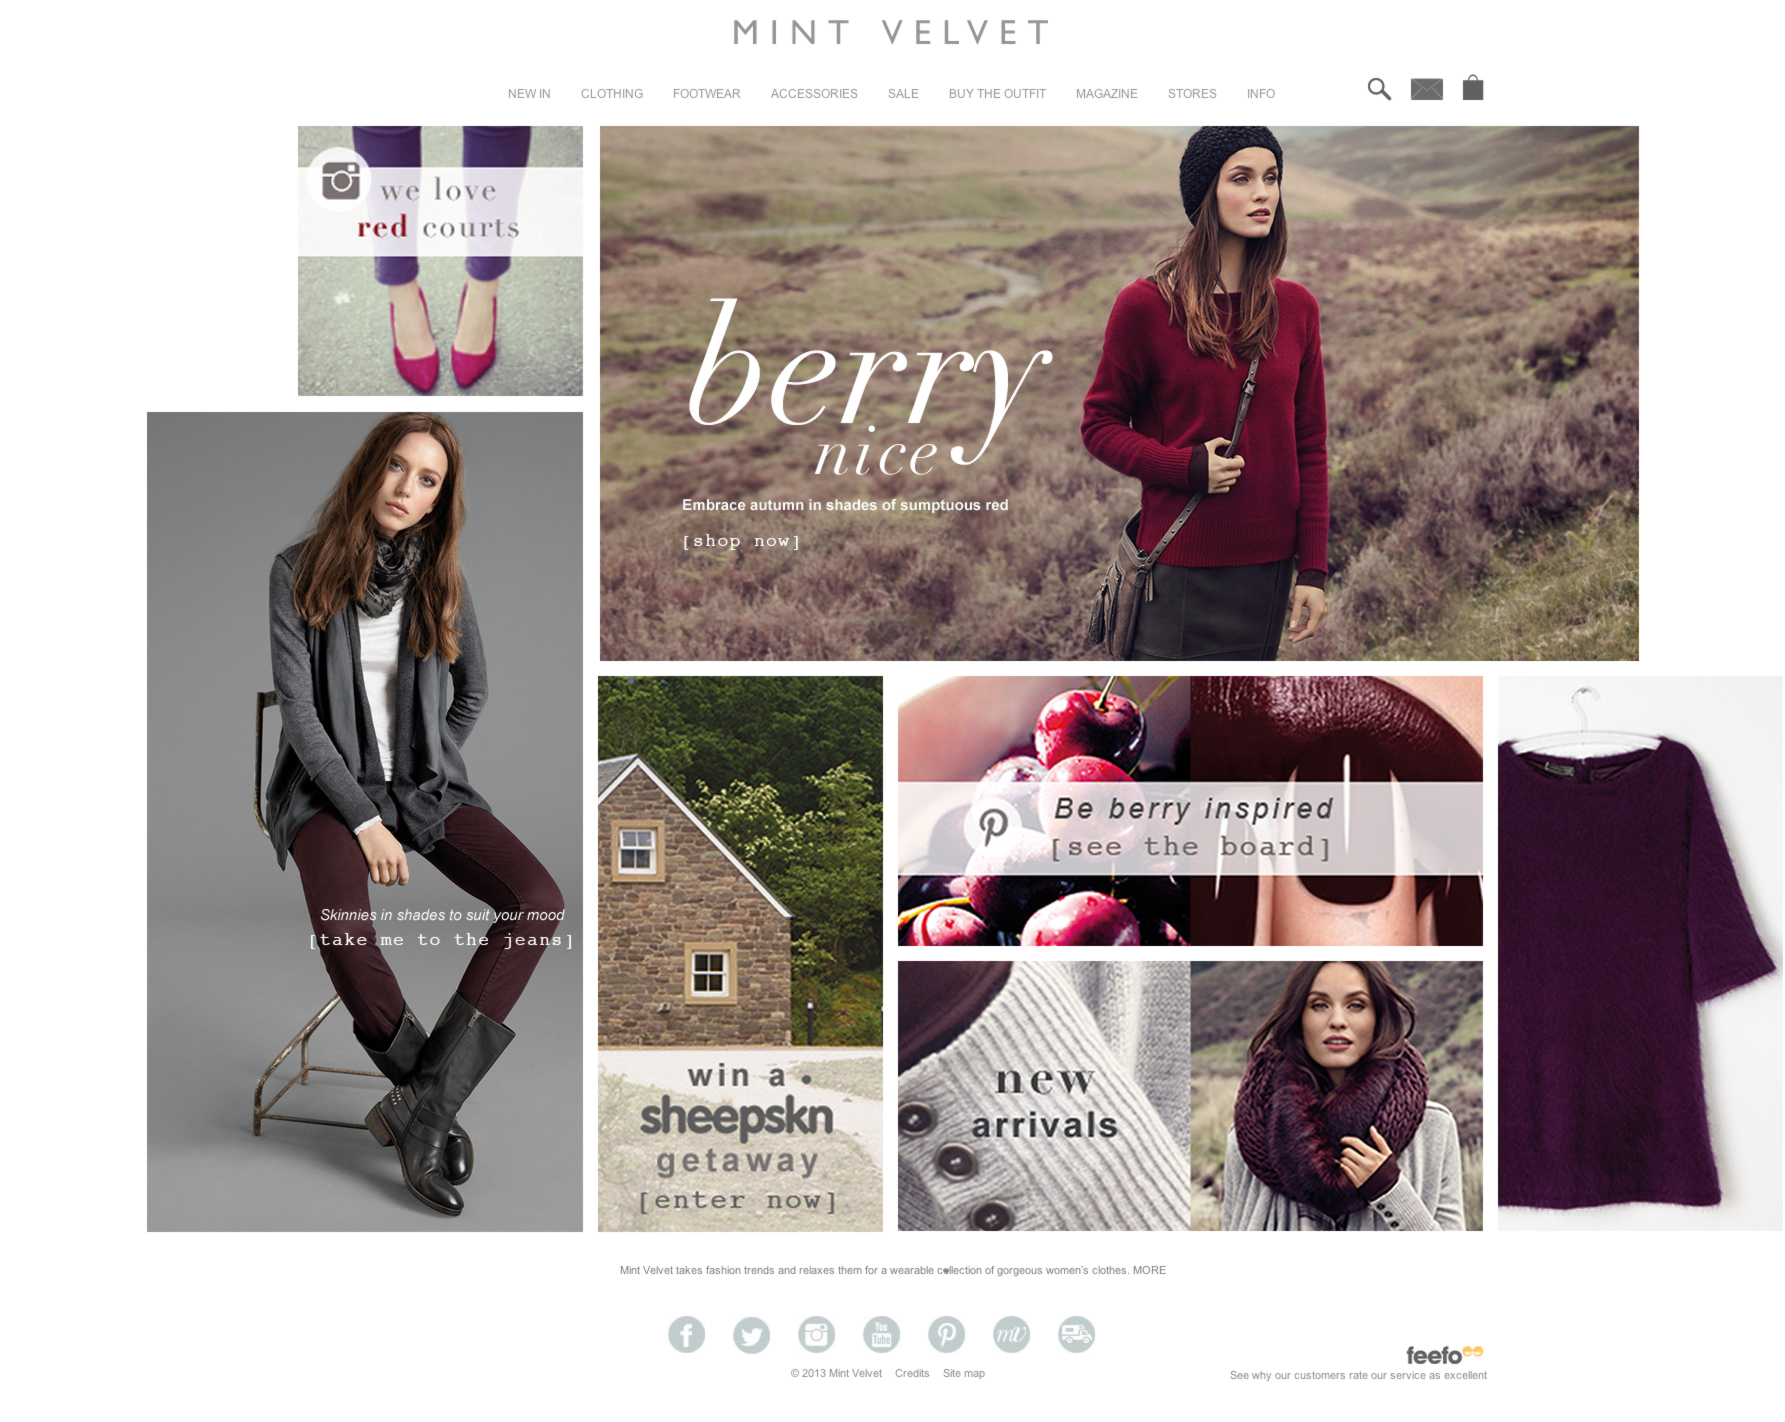 MINT VELVET
NEW IN CLOTHING FOOTWEAR ACCESSORIES SALE BUY THE OUTFIT MAGAZINE STORES INFO
we love
red courts
berry
nice
Embrace autumn in shades of sumptuous red
[shop now]
Skinnies in shades to suit your mood
[take me to the jeans]
win a
sheepskn
getaway
[enter now]
Be berry inspired
[see the board]
new
arrivals
Mint Velvet takes fashion trends and relaxes them for a wearable collection of gorgeous women's clothes. MORE
You Tube
mv
© 2013 Mint Velvet Credits Site map
feefo
See why our customers rate our service as excellent